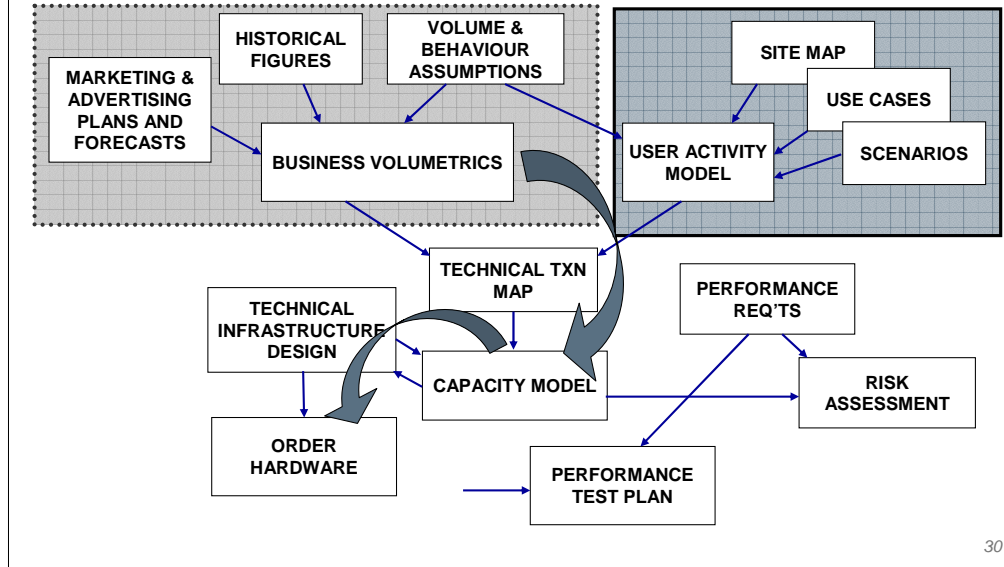 HISTORICAL
FIGURES
VOLUME &
BEHAVIOUR
ASSUMPTIONS
SITE MAP
MARKETING &
ADVERTISING
PLANS AND
FORECASTS
USE CASES
BUSINESS VOLUMETRICS
USER ACTIVITY
MODEL
SCENARIOS
TECHNICAL TXN
MAP
PERFORMANCE
REQ'TS
TECHNICAL
INFRASTRUCTURE
DESIGN
CAPACITY MODEL
RISK
ASSESSMENT
ORDER
HARDWARE
PERFORMANCE
TEST PLAN
30